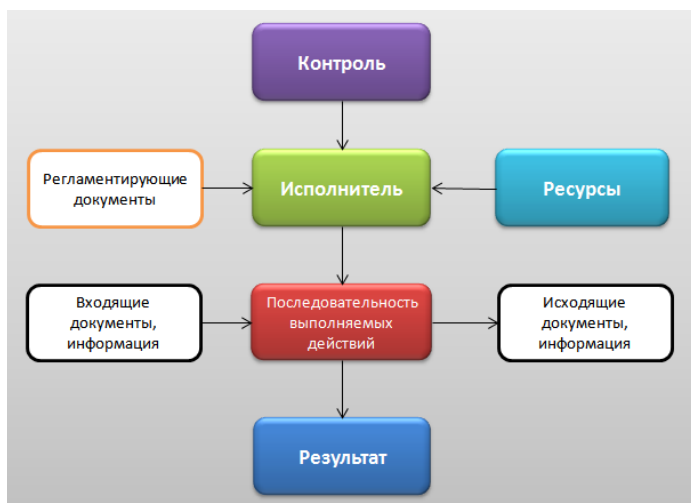 Контроль
Регламентирующие
документы
Исполнитель
Ресурсы
Входящие
документы,
информация
Последовательность
выполняемых
действий
Исходящие
документы,
информация
Результат